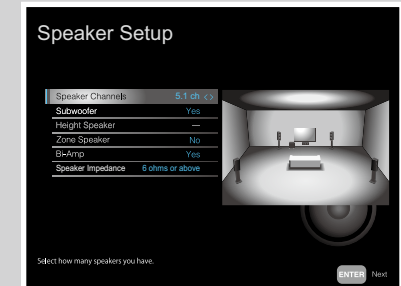 Speaker Setup
Speaker Channels 5.1 ch <>
Subwoofer Yes
Height Speaker ---
Zone Speaker No
Bi-Amp Yes
Speaker Impedance 6 ohms or above
Select how many speakers you have.
ENTER Next